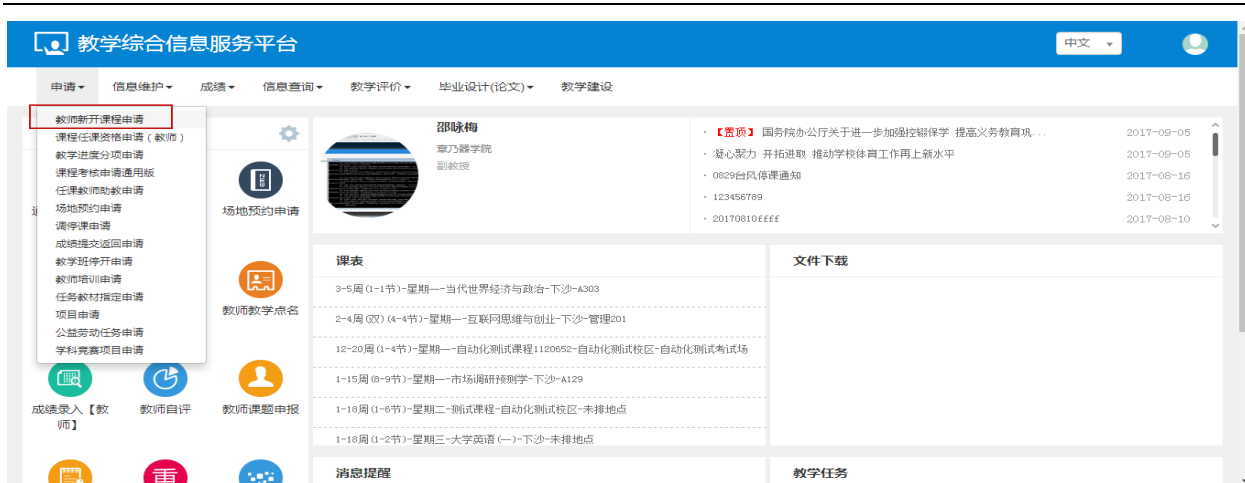 教学综合信息服务平台
中文
申请
信息维护
成绩
信息查询
教学评价
毕业设计(论文)
教学建设
教师新开课程申请
课程任课资格申请（教师）
教学进度分项申请
课程考核申请通用版
任课教师助教申请
场地预约申请
调停课申请
成绩提交返回申请
教学班停开申请
教师培训申请
任务教材指定申请
项目申请
公益劳动任务申请
学科竞赛项目申请
场地预约申请
教师教学点名
成绩录入【教
师】
教师自评
教师课题申报
重
邵咏梅
章乃器学院
副教授
· 【置顶】 国务院办公厅关于进一步加强控辍保学 提高义务教育巩... 2017-09-05
· 凝心聚力 开拓进取 推动学校体育工作再上新水平 2017-09-05
· 0829台风停课通知 2017-08-16
· 123456789 2017-08-16
· 20170810ffff 2017-08-10
课表
3-5周(1-1节)-星期一-当代世界经济与政治-下沙-A303
2-4周(双)(4-4节)-星期一-互联网思维与创业-下沙-管理201
12-20周(1-4节)-星期一-自动化测试课程1120652-自动化测试校区-自动化测试考试场
1-15周(8-9节)-星期一-市场调研预测学-下沙-A129
1-18周(1-6节)-星期二-测试课程-自动化测试校区-未排地点
1-18周(1-2节)-星期三-大学英语(一)-下沙-未排地点
文件下载
消息提醒
教学任务